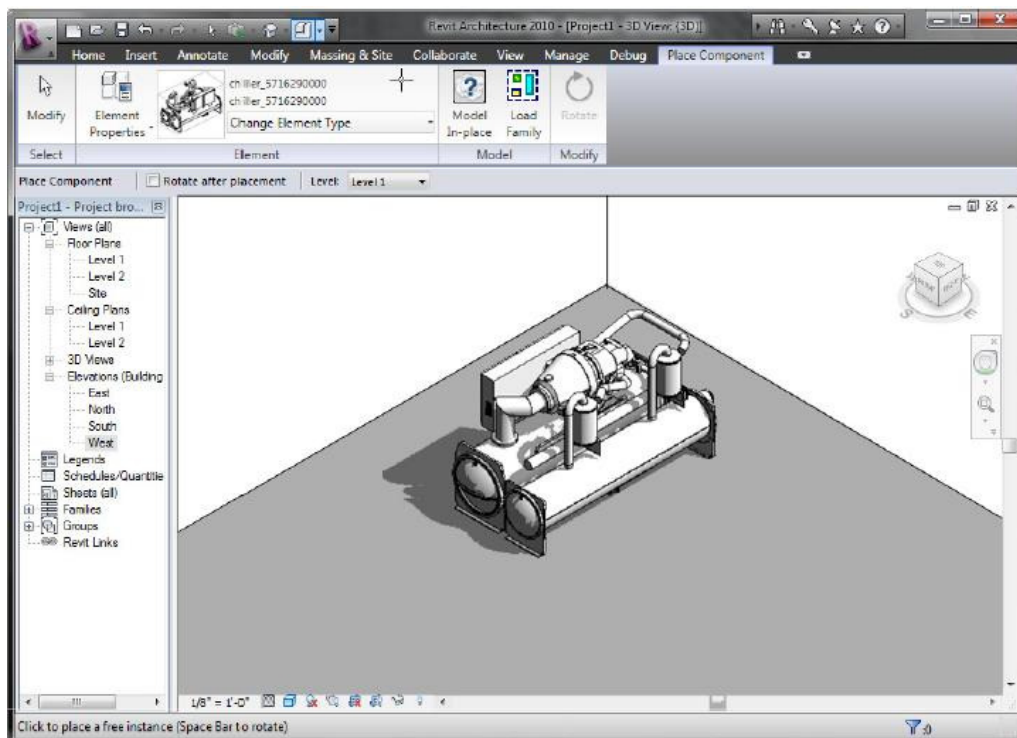 Revit Architecture 2010 - [Project1 - 3D View: {3D}]
Home Insert Annotate Modify Massing & Site Collaborate View Manage Debug Place Component
chiller_5716290000
chiller_5716290000
Change Element Type
Modify
Element
Properties
Model
In-place
Load
Family
Rotate
Select
Element
Model
Modify
Place Component
Rotate after placement
Level:
Level 1
Project1 - Project bro...
Views (all)
Floor Plans
Level 1
Level 2
Site
Ceiling Plans
Level 1
Level 2
3D Views
Elevations (Building
East
North
South
West
Legends
Schedules/Quantitie
Sheets (all)
Families
Groups
Revit Links
S
E
1/8" = 1'-0"
Click to place a free instance (Space Bar to rotate)
:0